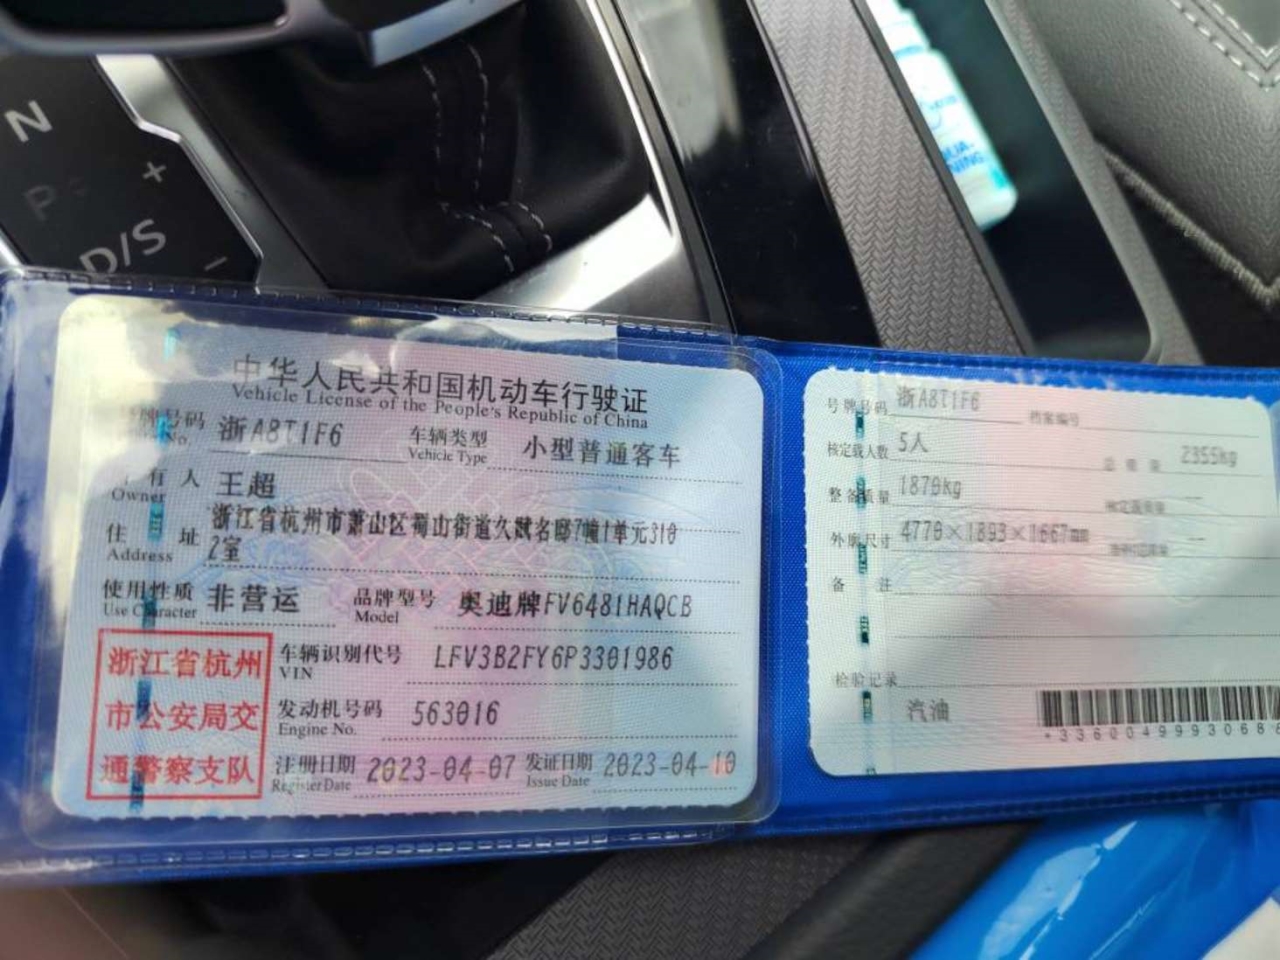 N
P
+
D/S
−
中华人民共和国机动车行驶证
Vehicle License of the People's Republic of China
号牌号码 浙A8T1F6 车辆类型 小型普通客车
No. Vehicle Type
有人 王超
Owner
住址 浙江省杭州市萧山区蜀山街道久 名邸7幢1单元310
Address 2室
使用性质 非营运 品牌型号 奥迪牌FV6481HAQCB
Use Character Model
浙江省杭州
市公安局交
通警察支队
车辆识别代号 LFV3B2FY6P3301986
VIN
发动机号码 563016
Engine No.
注册日期 2023-04-07 发证日期 2023-04-10
Register Date Issue Date
号牌号码 浙A8T1F6 档案编号
核定载人数 5人 总质量 2355kg
整备质量 1870kg 核定载质量 —
外廓尺寸 4770×1893×1667mm —
备注
检验记录
汽油
*336004999306